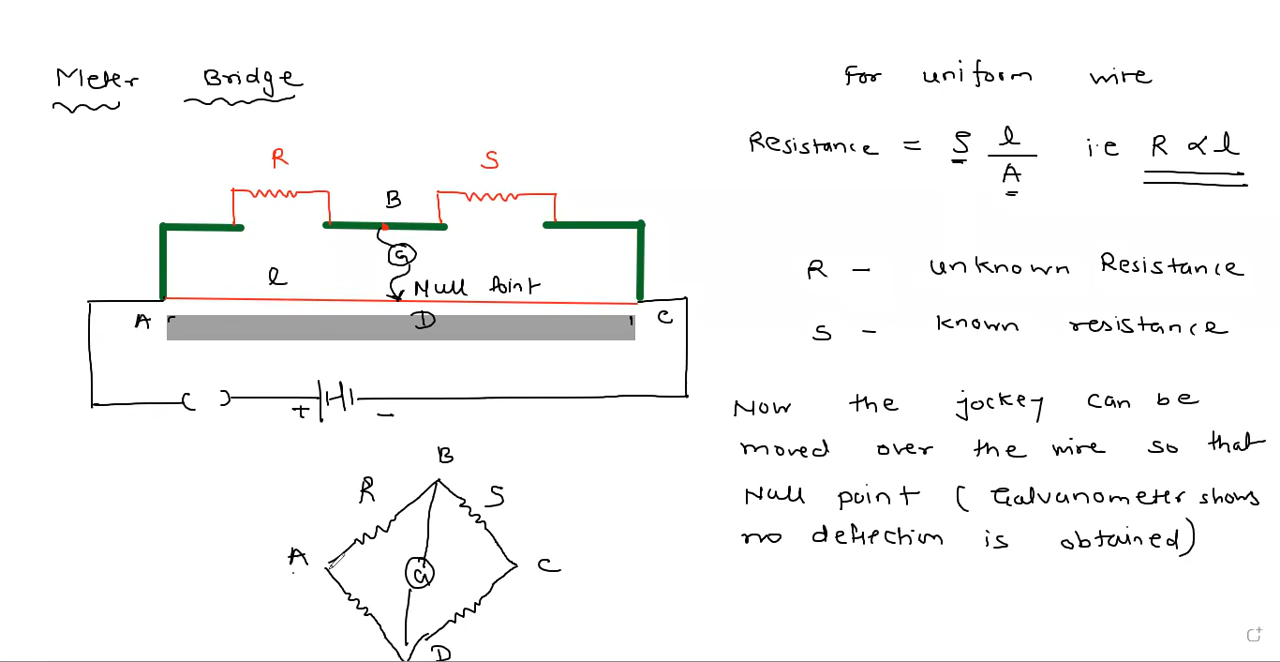 Meter Bridge
R
S
B
G
l
Null Point
A
D
C
+
-
B
R
S
A
G
C
D
For uniform wire
Resistance = ρ l/A i.e R ∝ l
R - unknown Resistance
S - known resistance
Now the jockey can be
moved over the wire so that
Null point ( Galvanometer shows
no deflection is obtained)